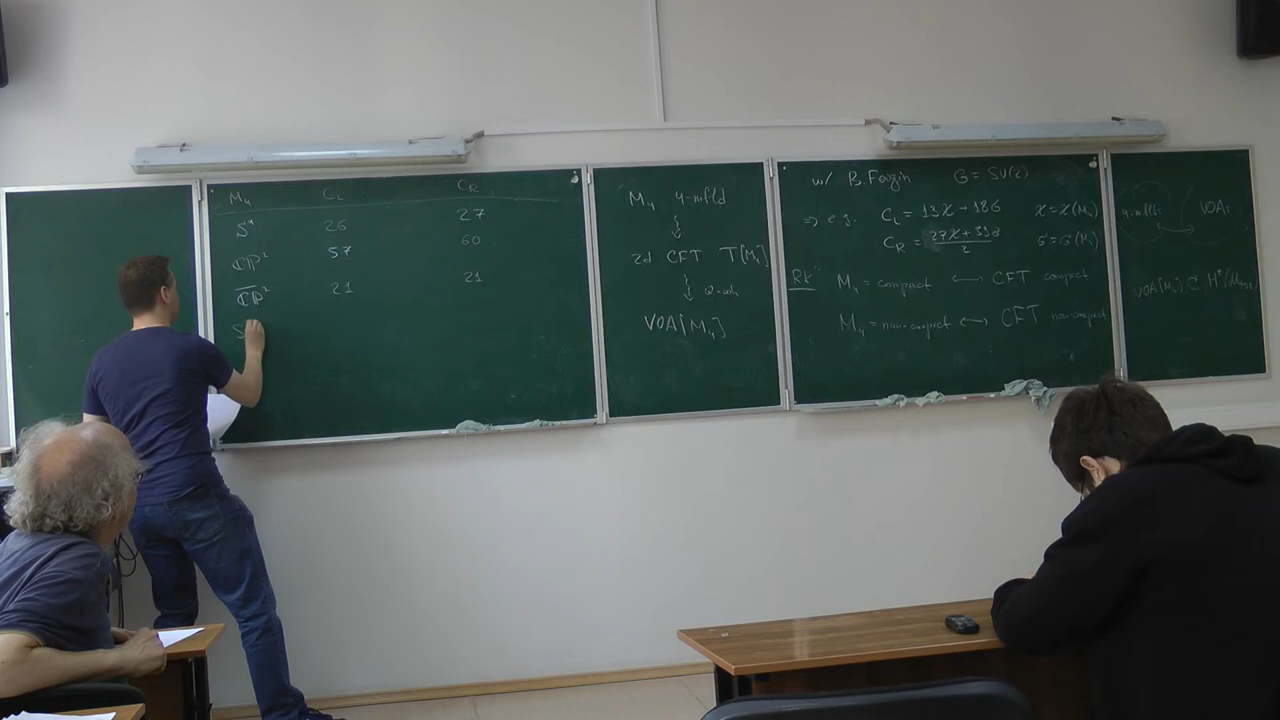 M₄ C_L C_R
S⁴ 26 27
ℂP² 57 60
\overline{ℂP}² 21 21
S
M₄ 4-mfld
2d CFT T[M₄]
VOA[M₄]
w/ B. Feigin G = SU(2)
⇒ e.g. C_L = 13χ + 18σ χ = χ(M₄)
C_R = \frac{27χ + 39σ}{2} σ = σ(M₄)
Rk M₄ = compact ⟷ CFT compact
M₄ = non-compact ⟷ CFT non-compact
4-mflds VOAs
VOA[M₄]